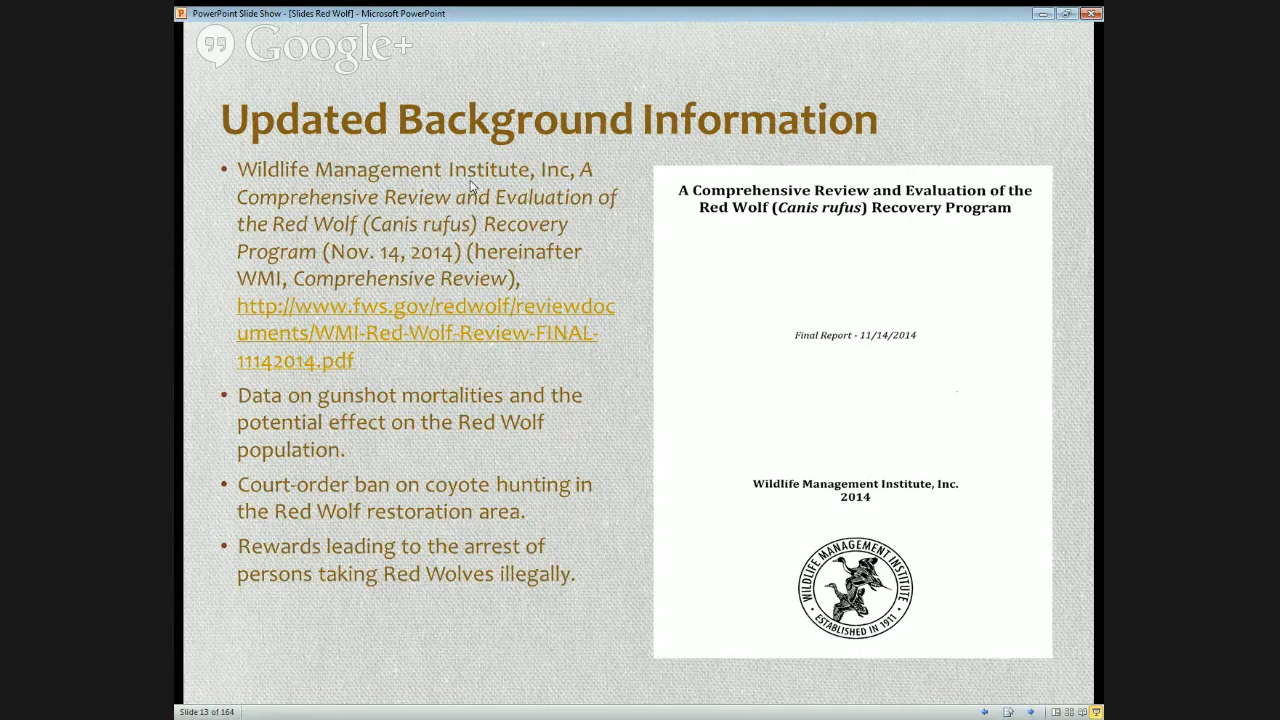 PowerPoint Slide Show - [Slides Red Wolf] - Microsoft PowerPoint
Google+
Updated Background Information
• Wildlife Management Institute, Inc, A
Comprehensive Review and Evaluation of
the Red Wolf (Canis rufus) Recovery
Program (Nov. 14, 2014) (hereinafter
WMI, Comprehensive Review),
http://www.fws.gov/redwolf/reviewdoc
uments/WMI-Red-Wolf-Review-FINAL-
11142014.pdf
• Data on gunshot mortalities and the
potential effect on the Red Wolf
population.
• Court-order ban on coyote hunting in
the Red Wolf restoration area.
• Rewards leading to the arrest of
persons taking Red Wolves illegally.
A Comprehensive Review and Evaluation of the
Red Wolf (Canis rufus) Recovery Program
Final Report - 11/14/2014
Wildlife Management Institute, Inc.
2014
WILDLIFE MANAGEMENT INSTITUTE
• ESTABLISHED IN 1911 •
Slide 13 of 164